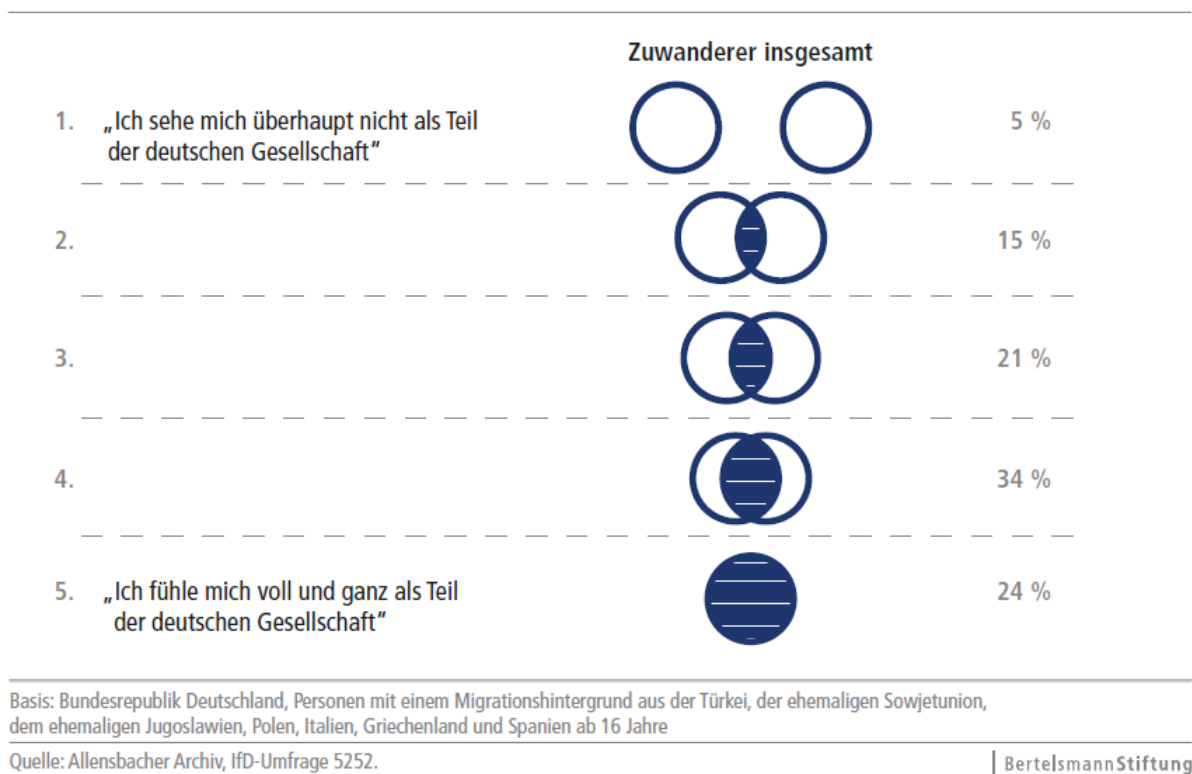 Zuwanderer insgesamt
1. „Ich sehe mich überhaupt nicht als Teil 5 %
der deutschen Gesellschaft“
2. 15 %
3. 21 %
4. 34 %
5. „Ich fühle mich voll und ganz als Teil 24 %
der deutschen Gesellschaft“
Basis: Bundesrepublik Deutschland, Personen mit einem Migrationshintergrund aus der Türkei, der ehemaligen Sowjetunion,
dem ehemaligen Jugoslawien, Polen, Italien, Griechenland und Spanien ab 16 Jahre
Quelle: Allensbacher Archiv, IfD-Umfrage 5252. BertelsmannStiftung